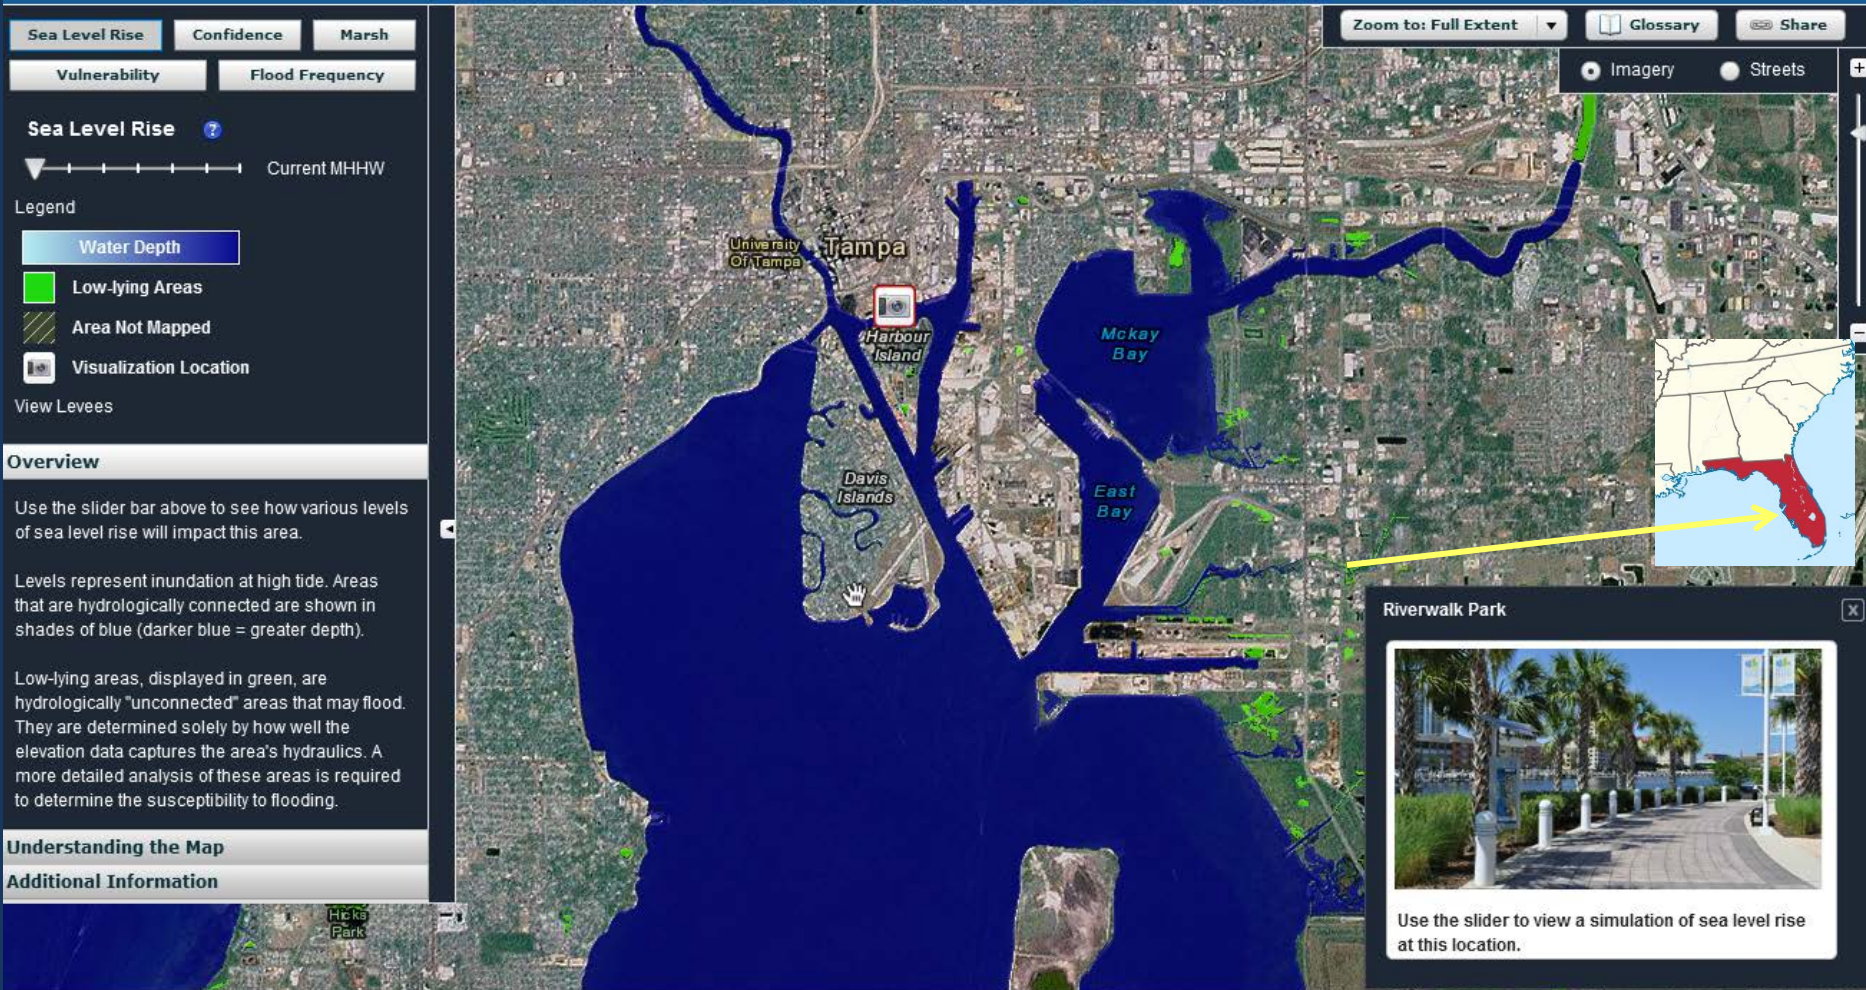 Sea Level Rise
Confidence
Marsh
Vulnerability
Flood Frequency
Sea Level Rise ?
Current MHHW
Legend
Water Depth
Low-lying Areas
Area Not Mapped
Visualization Location
View Levees
Overview
Use the slider bar above to see how various levels
of sea level rise will impact this area.
Levels represent inundation at high tide. Areas
that are hydrologically connected are shown in
shades of blue (darker blue = greater depth).
Low-lying areas, displayed in green, are
hydrologically "unconnected" areas that may flood.
They are determined solely by how well the
elevation data captures the area's hydraulics. A
more detailed analysis of these areas is required
to determine the susceptibility to flooding.
Understanding the Map
Additional Information
Hicks
Park
Zoom to: Full Extent
Glossary
Share
Imagery
Streets
University
Of Tampa
Tampa
Harbour
Island
Mckay
Bay
Davis
Islands
East
Bay
Riverwalk Park
X
Use the slider to view a simulation of sea level rise
at this location.